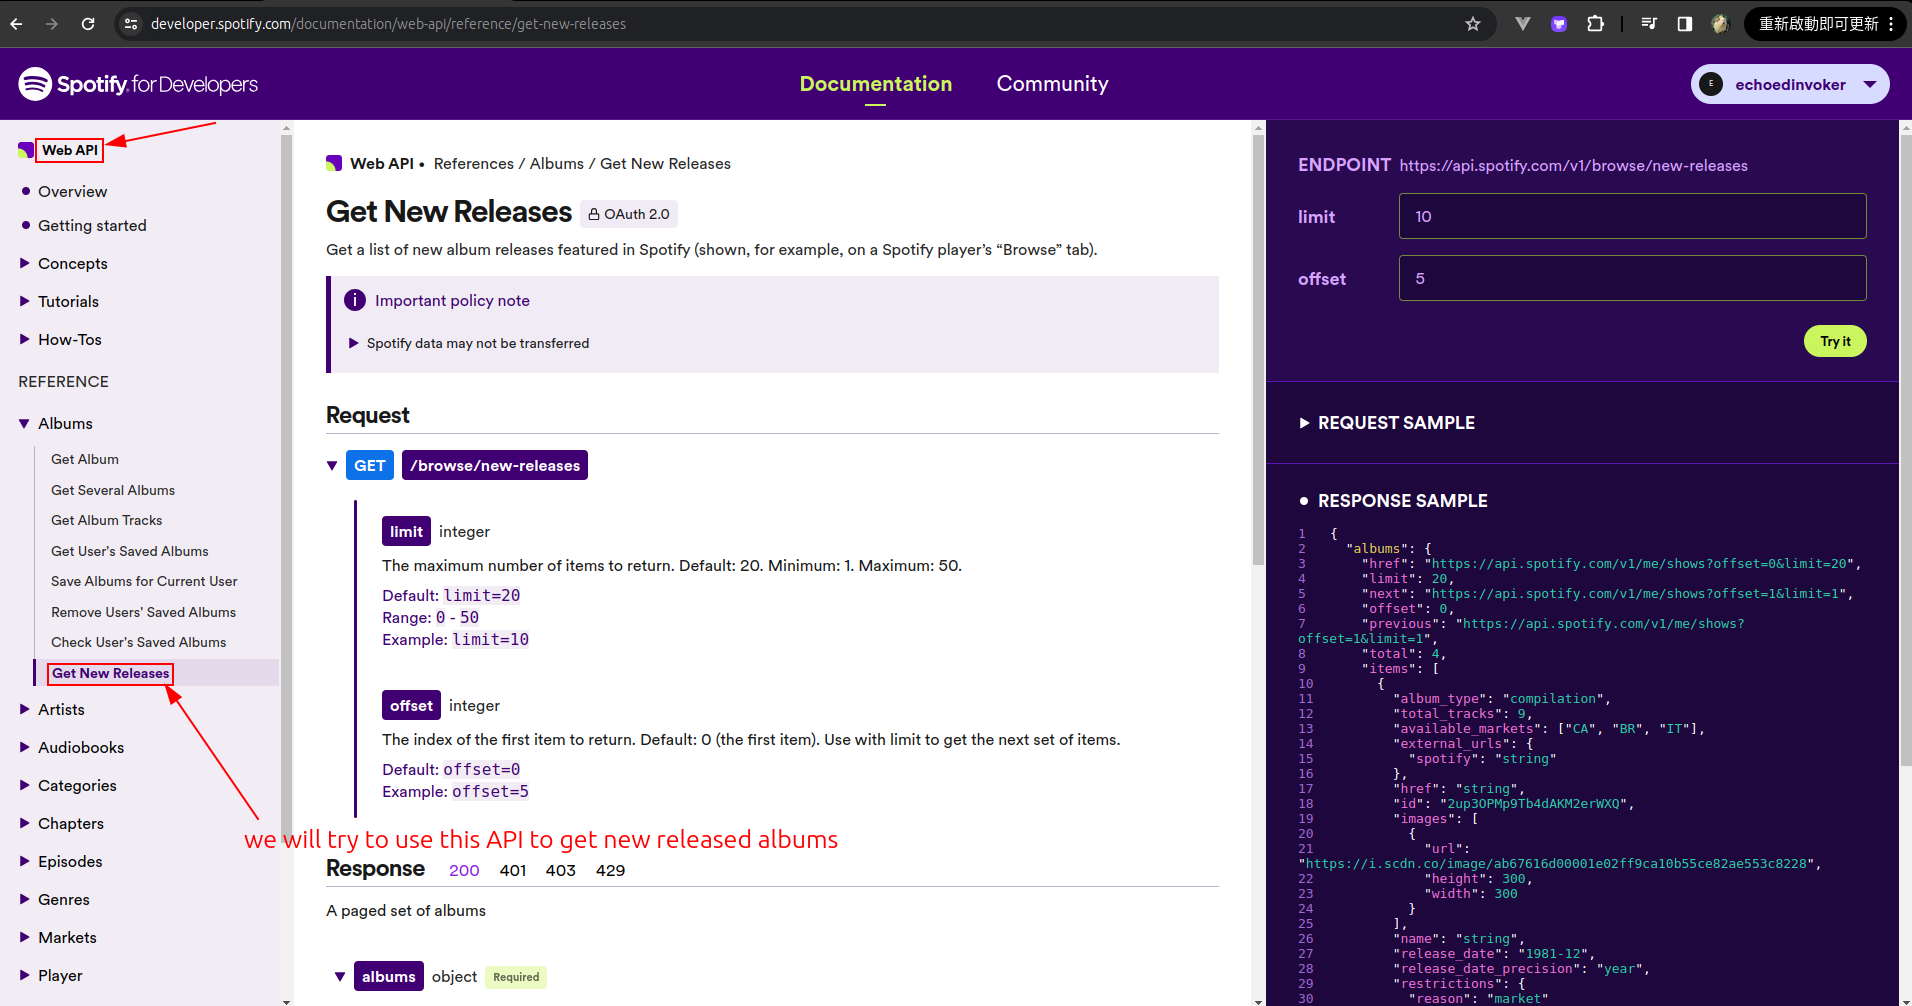 developer.spotify.com/documentation/web-api/reference/get-new-releases
重新啟動即可更新
Spotify for Developers
Documentation
Community
E
echoedinvoker
Web API
Overview
Getting started
Concepts
Tutorials
How-Tos
REFERENCE
Albums
Get Album
Get Several Albums
Get Album Tracks
Get User's Saved Albums
Save Albums for Current User
Remove Users' Saved Albums
Check User's Saved Albums
Get New Releases
Artists
Audiobooks
Categories
Chapters
Episodes
Genres
Markets
Player
Web API • References / Albums / Get New Releases
Get New Releases OAuth 2.0
Get a list of new album releases featured in Spotify (shown, for example, on a Spotify player’s “Browse” tab).
i Important policy note
Spotify data may not be transferred
Request
GET /browse/new-releases
limit integer
The maximum number of items to return. Default: 20. Minimum: 1. Maximum: 50.
Default: limit=20
Range: 0 - 50
Example: limit=10
offset integer
The index of the first item to return. Default: 0 (the first item). Use with limit to get the next set of items.
Default: offset=0
Example: offset=5
we will try to use this API to get new released albums
Response 200 401 403 429
A paged set of albums
albums object Required
ENDPOINT https://api.spotify.com/v1/browse/new-releases
limit 10
offset 5
Try it
REQUEST SAMPLE
RESPONSE SAMPLE
1 {
2 "albums": {
3 "href": "https://api.spotify.com/v1/me/shows?offset=0&limit=20",
4 "limit": 20,
5 "next": "https://api.spotify.com/v1/me/shows?offset=1&limit=1",
6 "offset": 0,
7 "previous": "https://api.spotify.com/v1/me/shows?
offset=1&limit=1",
8 "total": 4,
9 "items": [
10 {
11 "album_type": "compilation",
12 "total_tracks": 9,
13 "available_markets": ["CA", "BR", "IT"],
14 "external_urls": {
15 "spotify": "string"
16 },
17 "href": "string",
18 "id": "2up3OPMp9Tb4dAKM2erWXQ",
19 "images": [
20 {
21 "url":
"https://i.scdn.co/image/ab67616d00001e02ff9ca10b55ce82ae553c8228",
22 "height": 300,
23 "width": 300
24 }
25 ],
26 "name": "string",
27 "release_date": "1981-12",
28 "release_date_precision": "year",
29 "restrictions": {
30 "reason": "market"